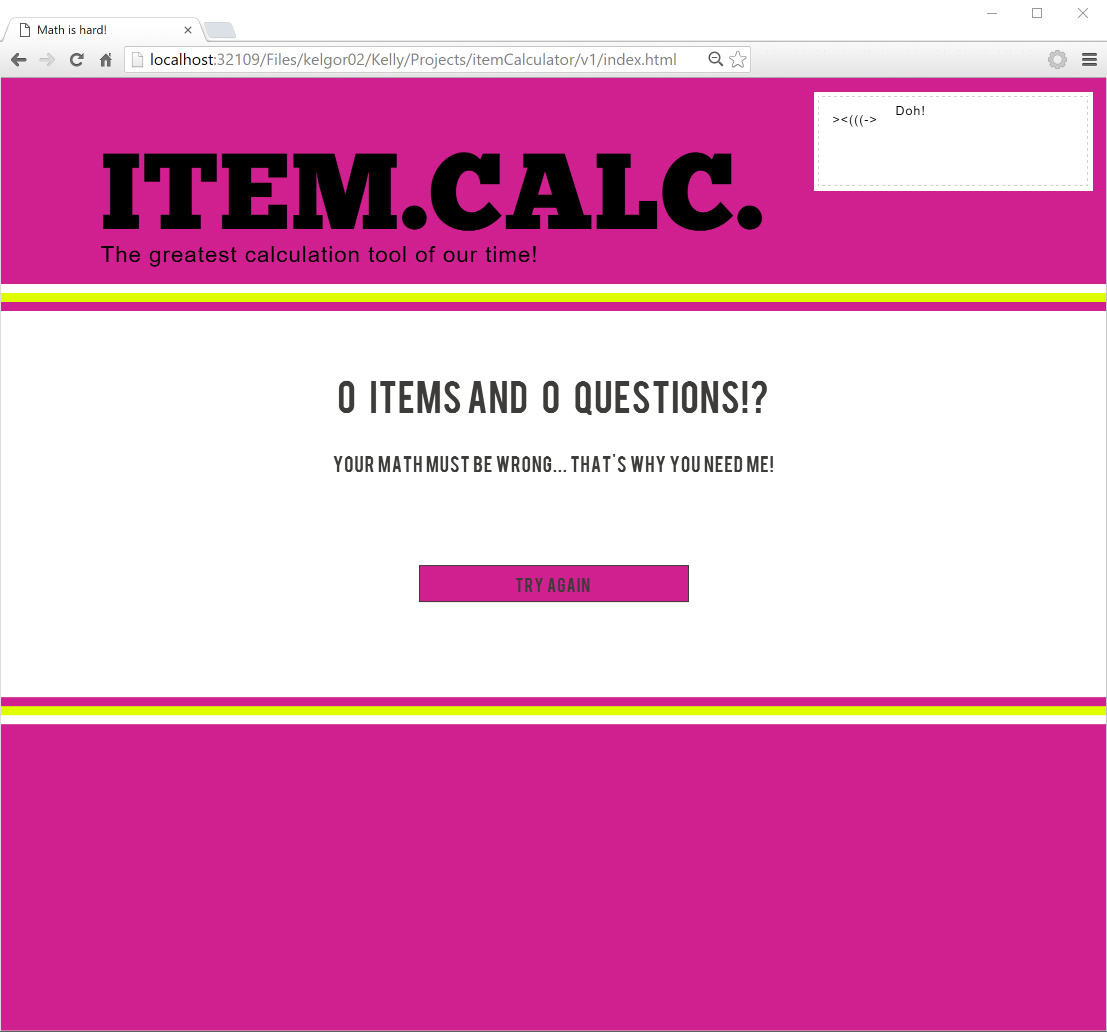 Math is hard!
localhost:32109/Files/kelgor02/Kelly/Projects/itemCalculator/v1/index.html
><(((-> Doh!
ITEM.CALC.
The greatest calculation tool of our time!
0 ITEMS AND 0 QUESTIONS!?
YOUR MATH MUST BE WRONG... THAT'S WHY YOU NEED ME!
TRY AGAIN